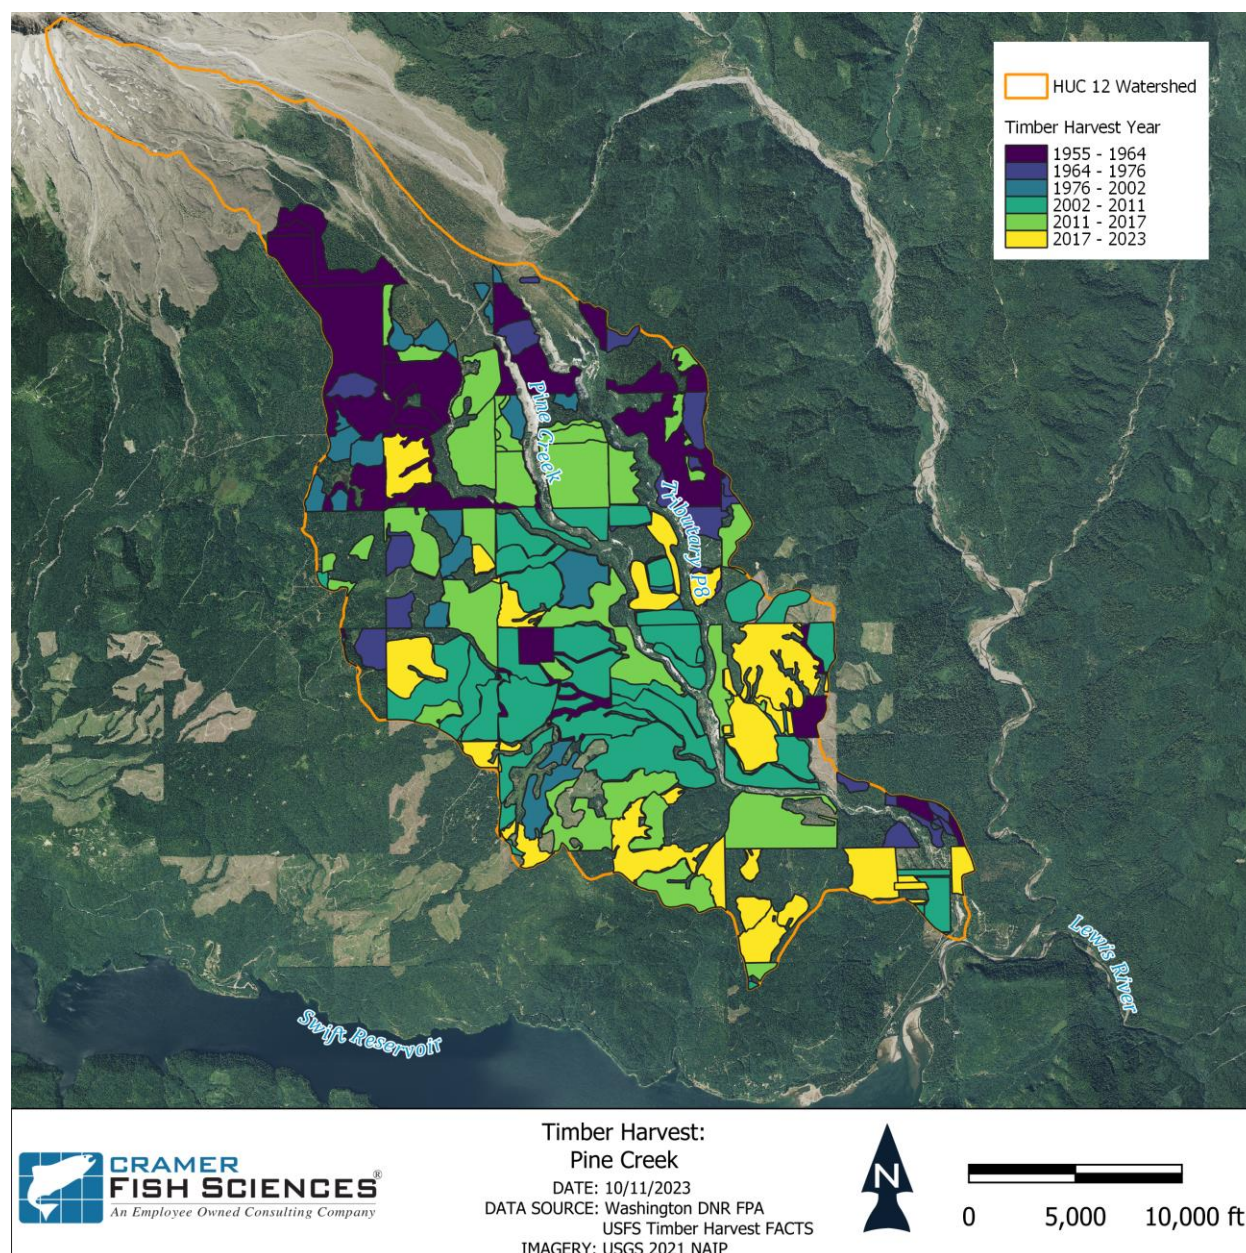 HUC 12 Watershed
Timber Harvest Year
1955 - 1964
1964 - 1976
1976 - 2002
2002 - 2011
2011 - 2017
2017 - 2023
Pine Creek
Tributary P8
Lewis River
Swift Reservoir
CRAMER
FISH SCIENCES®
An Employee Owned Consulting Company
Timber Harvest:
Pine Creek
DATE: 10/11/2023
DATA SOURCE: Washington DNR FPA
USFS Timber Harvest FACTS
IMAGERY: USGS 2021 NAIP
N
0 5,000 10,000 ft